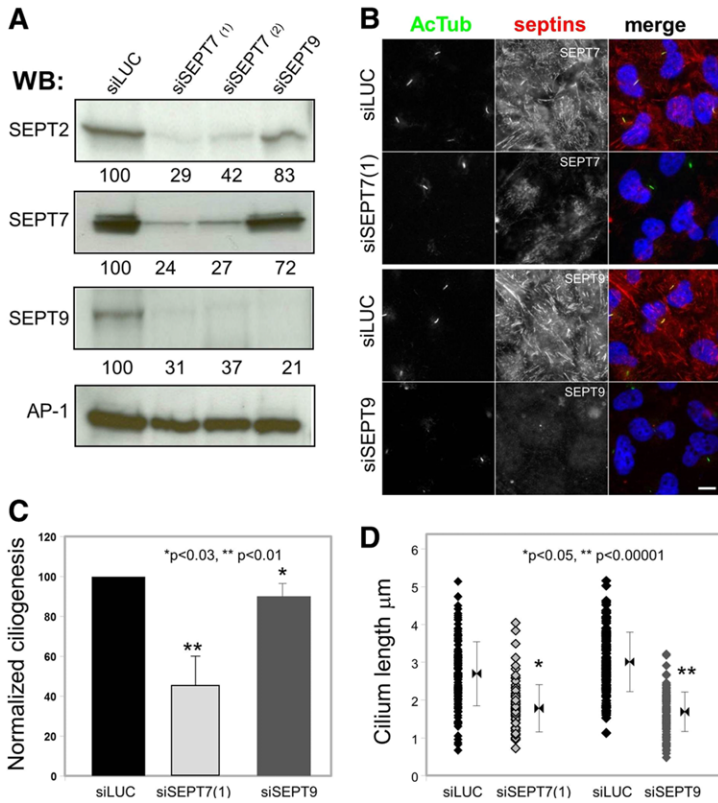 A
WB:
siLUC
siSEPT7 (1)
siSEPT7 (2)
siSEPT9
SEPT2
100 29 42 83
SEPT7
100 24 27 72
SEPT9
100 31 37 21
AP-1
B
AcTub septins merge
siLUC
SEPT7
siSEPT7(1)
SEPT7
siLUC
SEPT9
siSEPT9
SEPT9
C
Normalized ciliogenesis
*p<0.03, ** p<0.01
120
100
80
60
40
20
0
**
*
siLUC siSEPT7(1) siSEPT9
D
Cilium length µm
*p<0.05, ** p<0.00001
6
5
4
3
2
1
0
*
**
siLUC siSEPT7(1) siLUC siSEPT9